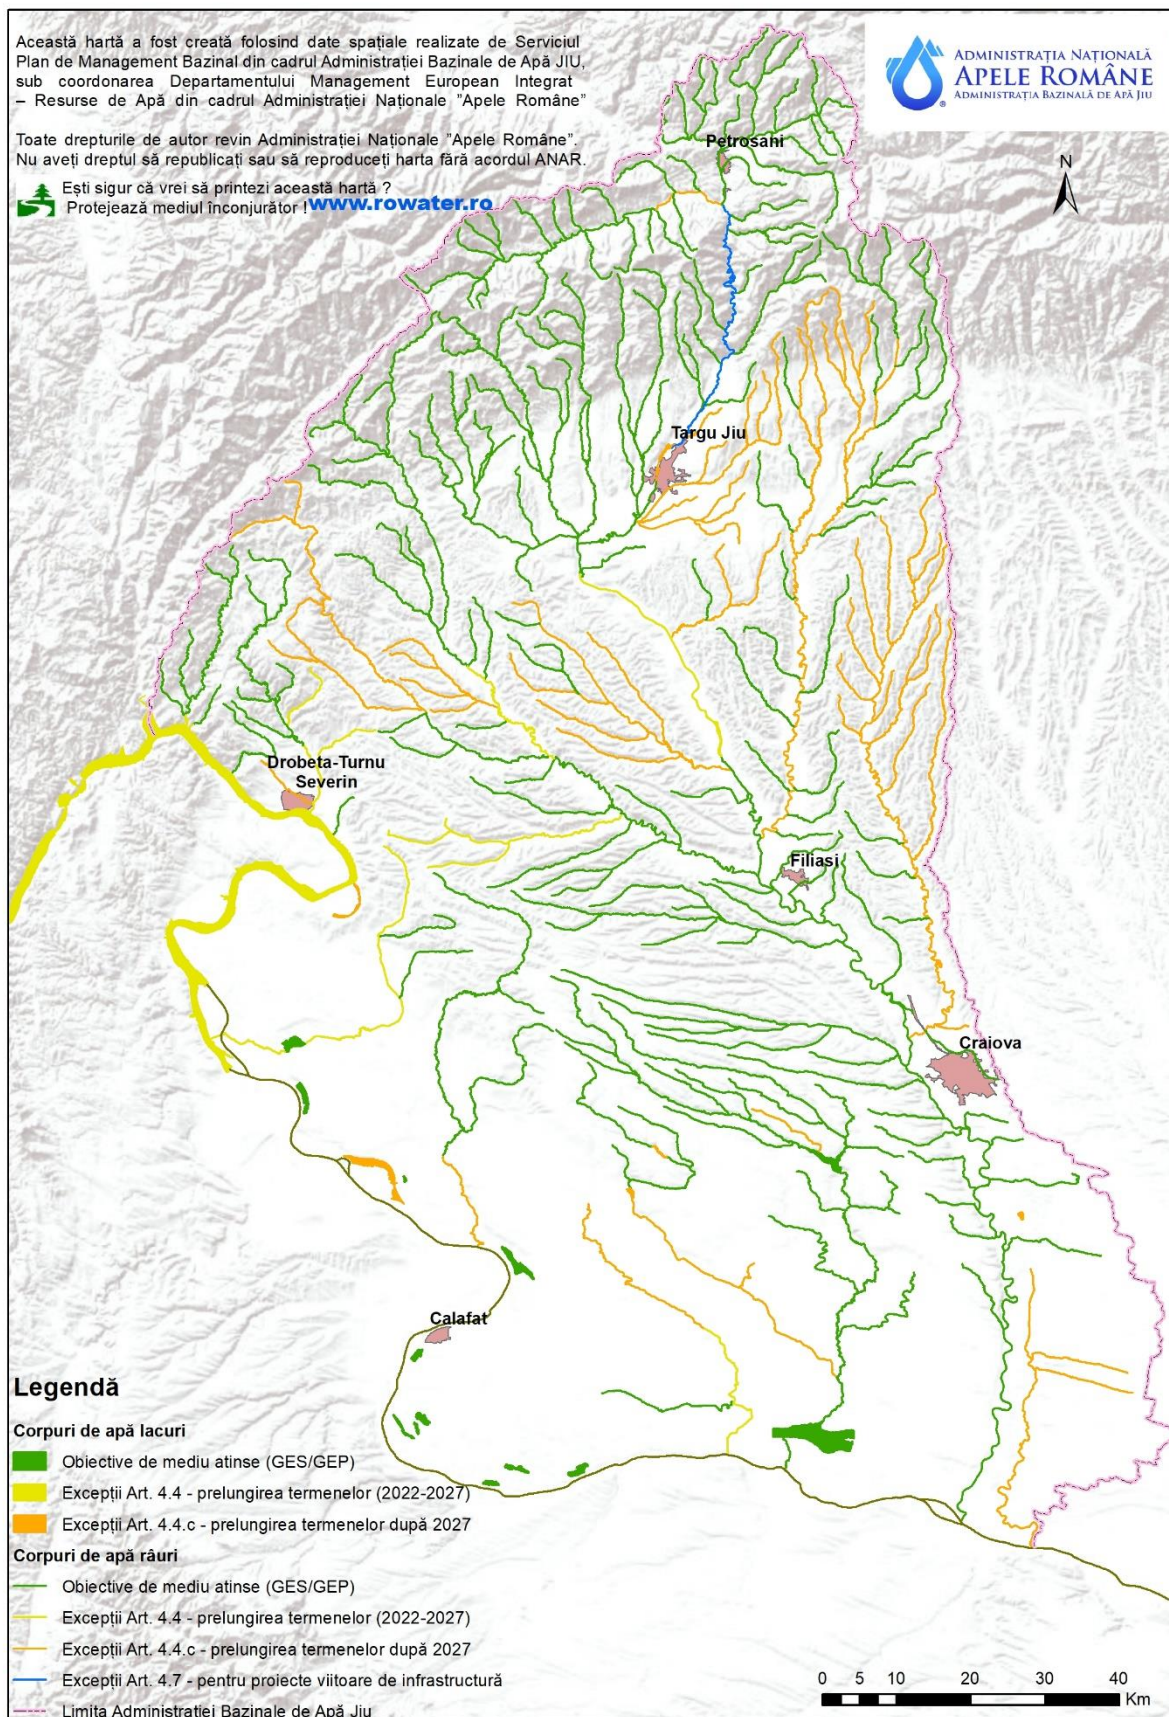 Această hartă a fost creată folosind date spațiale realizate de Serviciul
Plan de Management Bazinal din cadrul Administrației Bazinale de Apă JIU,
sub coordonarea Departamentului Management European Integrat
– Resurse de Apă din cadrul Administrației Naționale "Apele Române"
Toate drepturile de autor revin Administrației Naționale "Apele Române".
Nu aveți dreptul să republicați sau să reproduceți harta fără acordul ANAR.
Ești sigur că vrei să printezi această hartă ?
Protejează mediul înconjurător !
www.rowater.ro
ADMINISTRAȚIA NAȚIONALĂ
APELE ROMÂNE
ADMINISTRAȚIA BAZINALĂ DE APĂ JIU
®
N
Petrosani
Targu Jiu
Drobeta-Turnu
Severin
Filiasi
Craiova
Calafat
Legendă
Corpuri de apă lacuri
Obiective de mediu atinse (GES/GEP)
Excepții Art. 4.4 - prelungirea termenelor (2022-2027)
Excepții Art. 4.4.c - prelungirea termenelor după 2027
Corpuri de apă râuri
Obiective de mediu atinse (GES/GEP)
Excepții Art. 4.4 - prelungirea termenelor (2022-2027)
Excepții Art. 4.4.c - prelungirea termenelor după 2027
Excepții Art. 4.7 - pentru proiecte viitoare de infrastructură
Limita Administrației Bazinale de Apă Jiu
0 5 10 20 30 40
Km